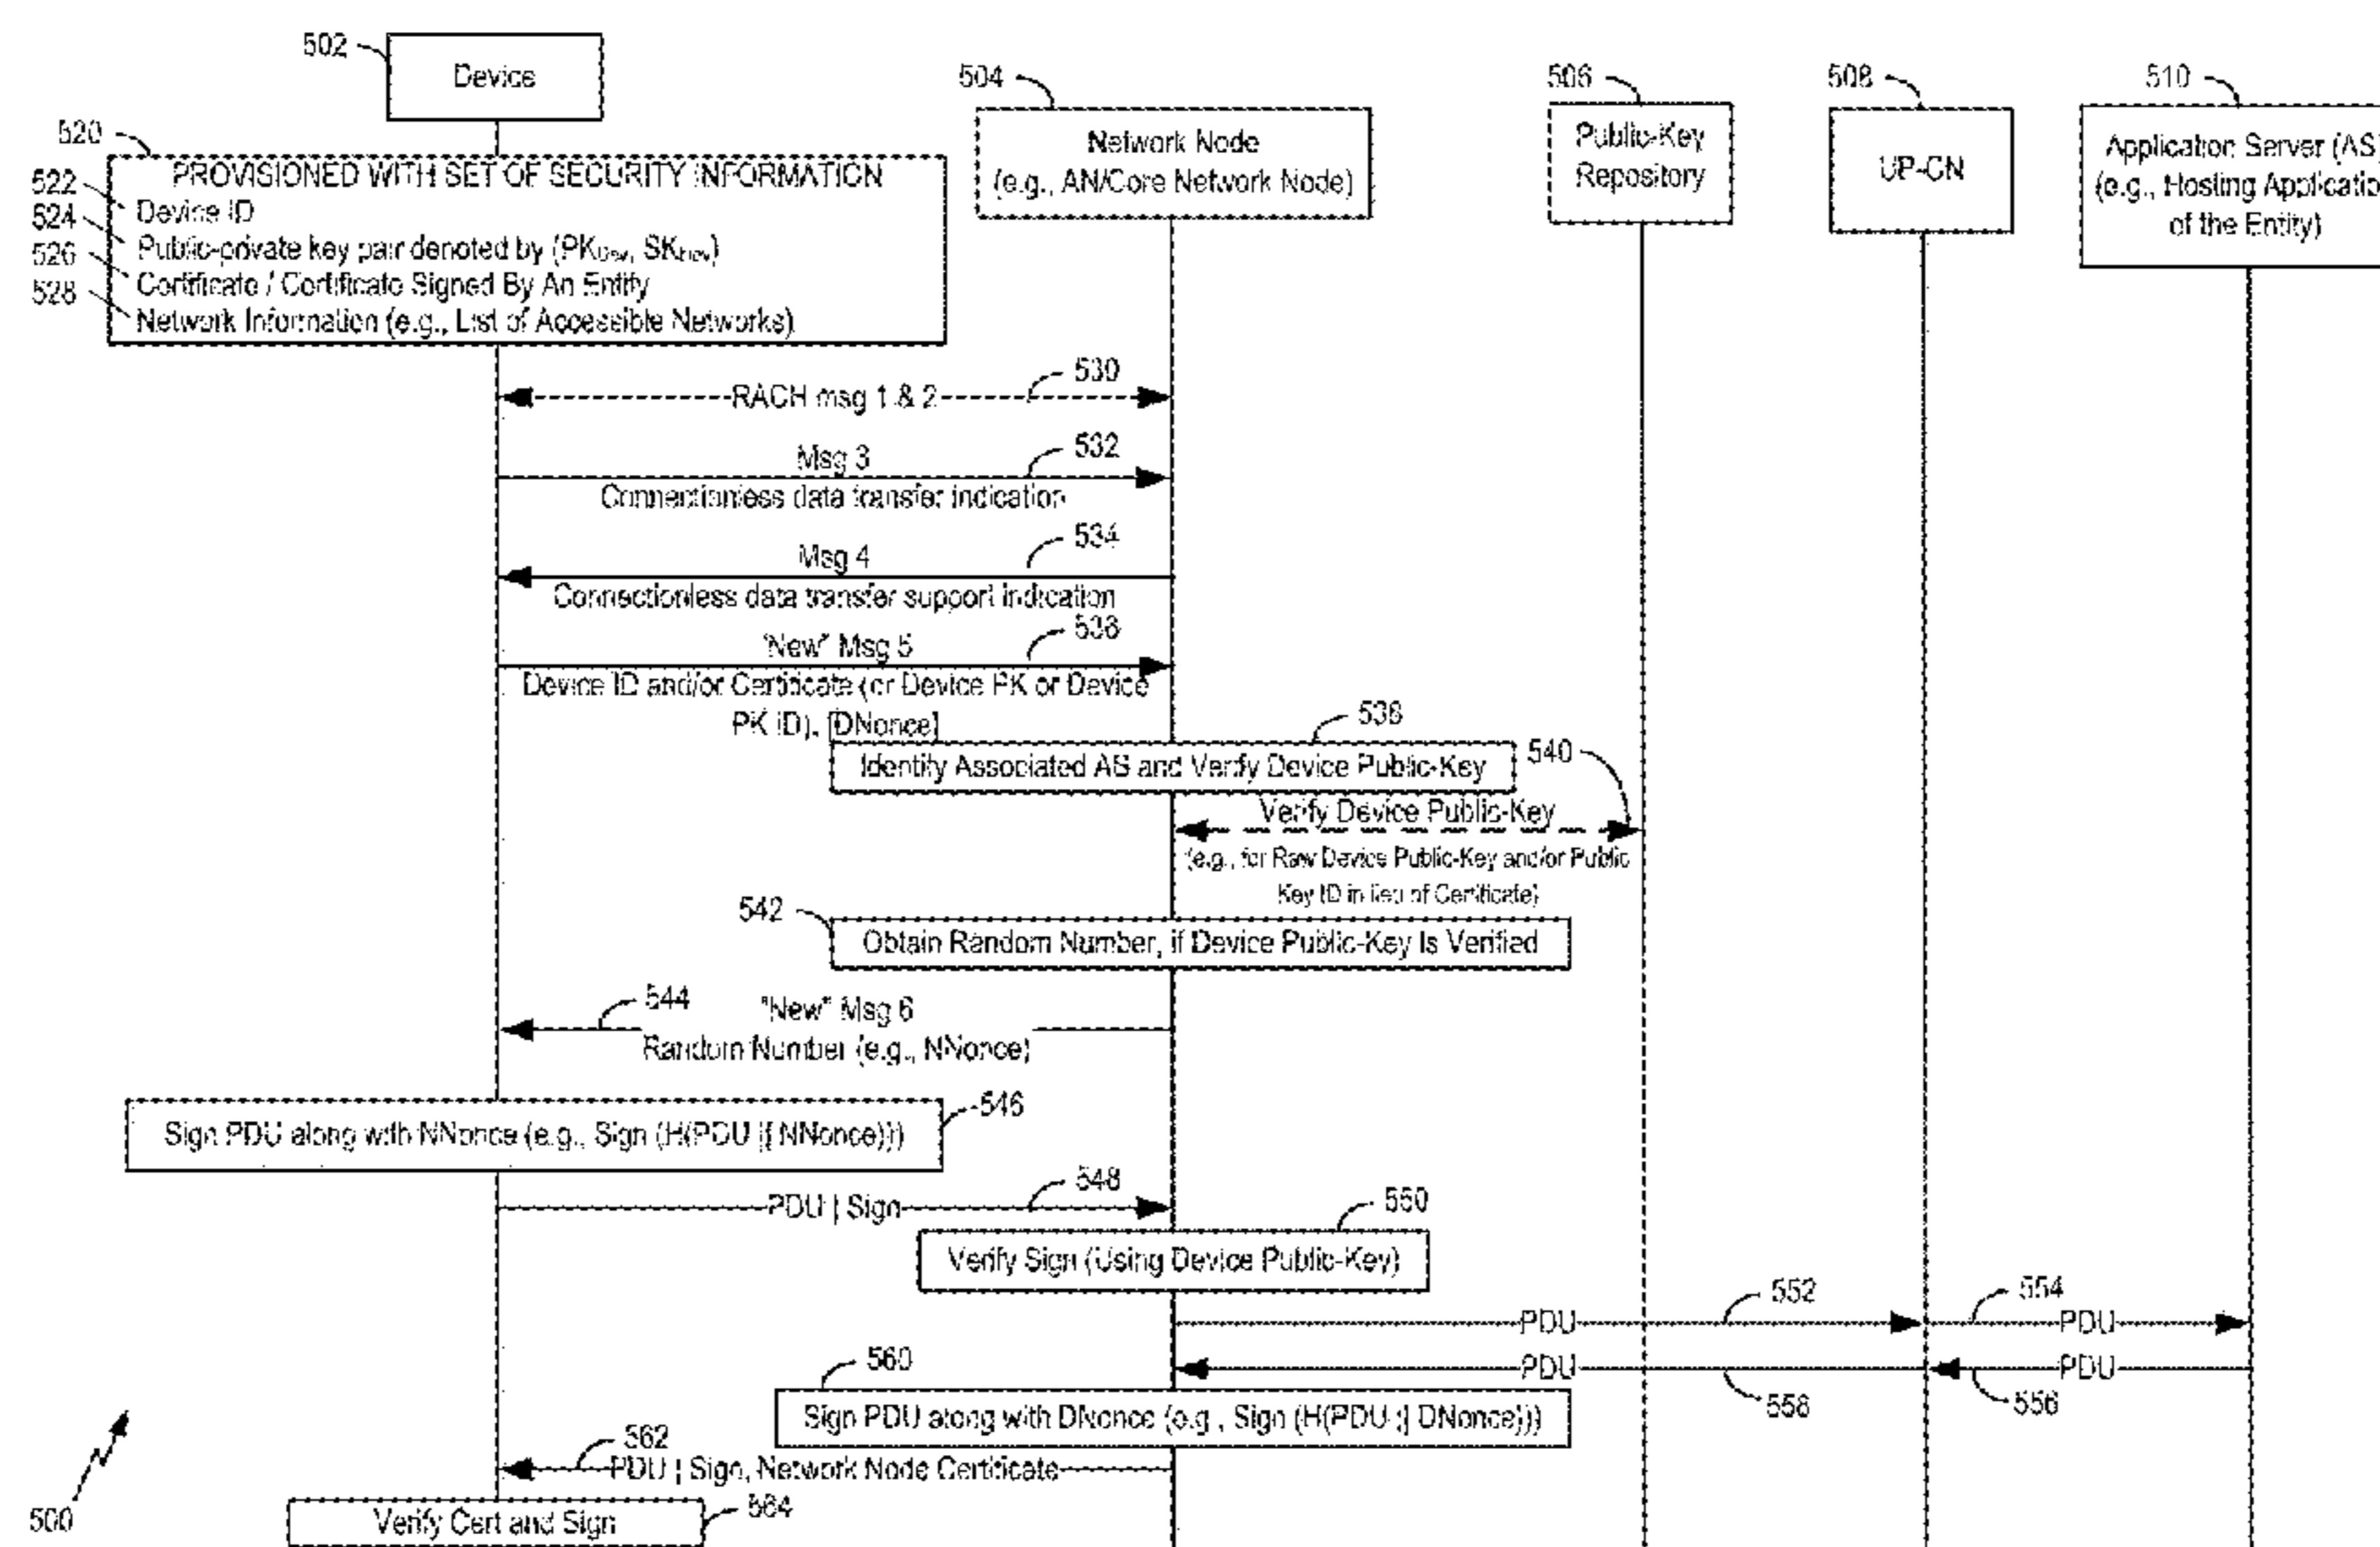 502
Device
504
Network Node
(e.g., AN/Core Network Node)
506
Public-Key
Repository
508
UP-CN
510
Application Server (AS)
(e.g., Hosting Applicatio
of the Entity)
520
PROVISIONED WITH SET OF SECURITY INFORMATION
522
Device ID
524
Public-private key pair denoted by (PKDev, SKDev)
526
Certificate / Certificate Signed By An Entity
528
Network Information (e.g., List of Accessible Networks)
530
RACH msg 1 & 2
532
Msg 3
Connectionless data transfer indication
534
Msg 4
Connectionless data transfer support indication
536
"New" Msg 5
Device ID and/or Certificate (or Device PK or Device
PK ID), [DNonce]
538
Identify Associated AS and Verify Device Public-Key
540
Verify Device Public-Key
(e.g., for Raw Device Public-Key and/or Public
Key ID in lieu of Certificate)
542
Obtain Random Number, if Device Public-Key Is Verified
544
"New" Msg 6
Random Number (e.g., NNonce)
546
Sign PDU along with NNonce (e.g., Sign (H(PDU || NNonce)))
548
PDU | Sign
550
Verify Sign (Using Device Public-Key)
552
PDU
554
PDU
PDU
558
PDU
556
560
Sign PDU along with DNonce (e.g., Sign (H(PDU || DNonce)))
562
PDU | Sign, Network Node Certificate
564
Verify Cert and Sign
500